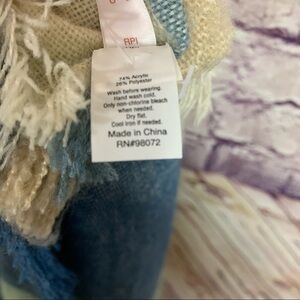 RPI
74% Acrylic
26% Polyester
Wash before wearing.
Hand wash cold.
Only non-chlorine bleach
when needed.
Dry flat.
Cool iron if needed.
Made in China
RN#98072